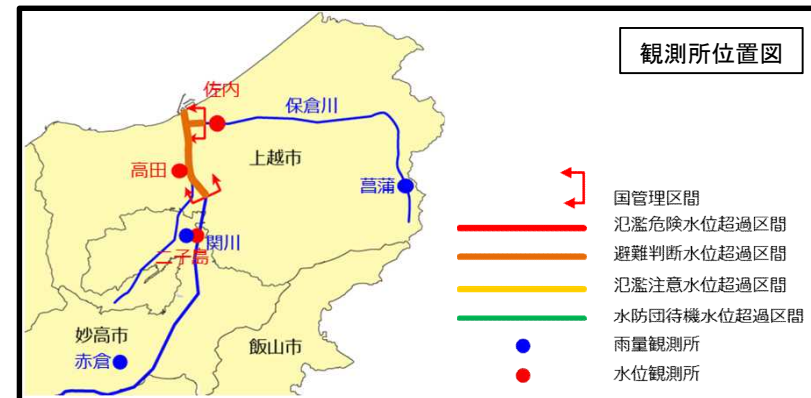 観測所位置図
佐内
保倉川
高田
上越市
菖蒲
関川
二子島
妙高市
赤倉
飯山市
国管理区間
氾濫危険水位超過区間
避難判断水位超過区間
氾濫注意水位超過区間
水防団待機水位超過区間
雨量観測所
水位観測所